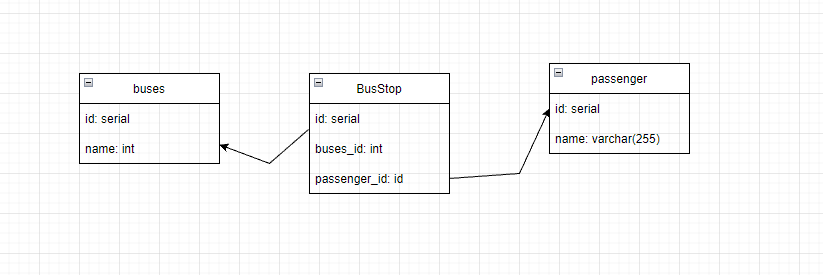 buses
id: serial
name: int
BusStop
id: serial
buses_id: int
passenger_id: id
passenger
id: serial
name: varchar(255)